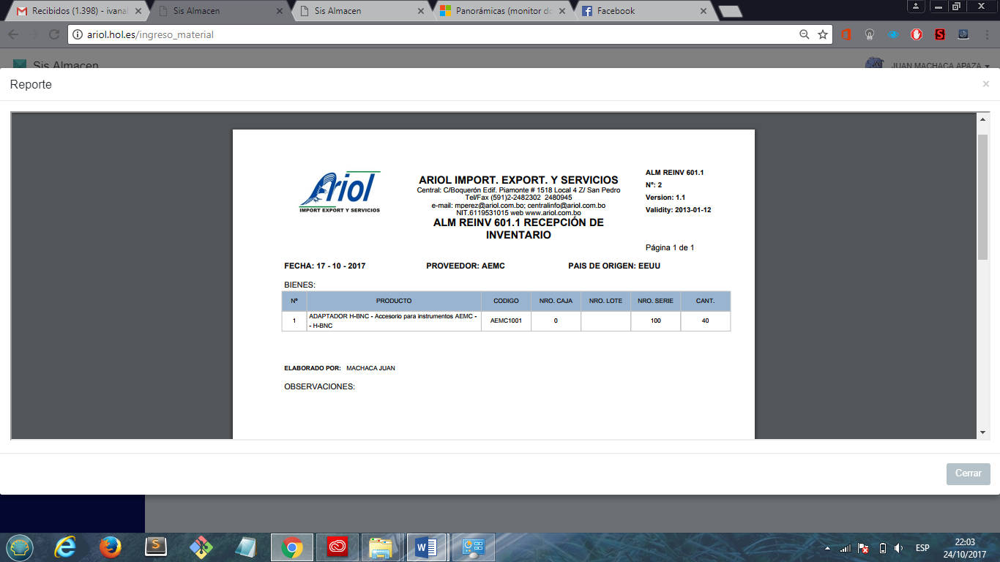 Recibidos (1.398) - ivanal
Sis Almacen
Sis Almacen
Panorámicas (monitor do
Facebook
ariol.hol.es/ingreso_material
Sis Almacen
JUAN MACHACA APAZA
Reporte
Ariol
IMPORT EXPORT Y SERVICIOS
ARIOL IMPORT. EXPORT. Y SERVICIOS
Central: C/Boquerón Edif. Piamonte # 1518 Local 4 Z/ San Pedro
Tel/Fax (591)2-2482302 2480945
e-mail: mperez@ariol.com.bo; centralinfo@ariol.com.bo
NIT.6119531015 web www.ariol.com.bo
ALM REINV 601.1 RECEPCIÓN DE
INVENTARIO
ALM REINV 601.1
Nº: 2
Version: 1.1
Validity: 2013-01-12
Página 1 de 1
FECHA: 17 - 10 - 2017 PROVEEDOR: AEMC PAIS DE ORIGEN: EEUU
BIENES:
Nº PRODUCTO CODIGO NRO. CAJA NRO. LOTE NRO. SERIE CANT.
1 ADAPTADOR H-BNC - Accesorio para instrumentos AEMC - AEMC1001 0 100 40
- H-BNC
ELABORADO POR: MACHACA JUAN
OBSERVACIONES:
Cerrar
ESP
22:03
24/10/2017